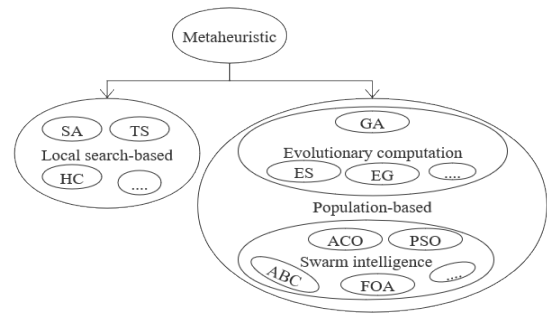 Metaheuristic
SA TS
Local search-based
HC ....
GA
Evolutionary computation
ES EG ....
Population-based
ACO PSO
Swarm intelligence
ABC FOA ....